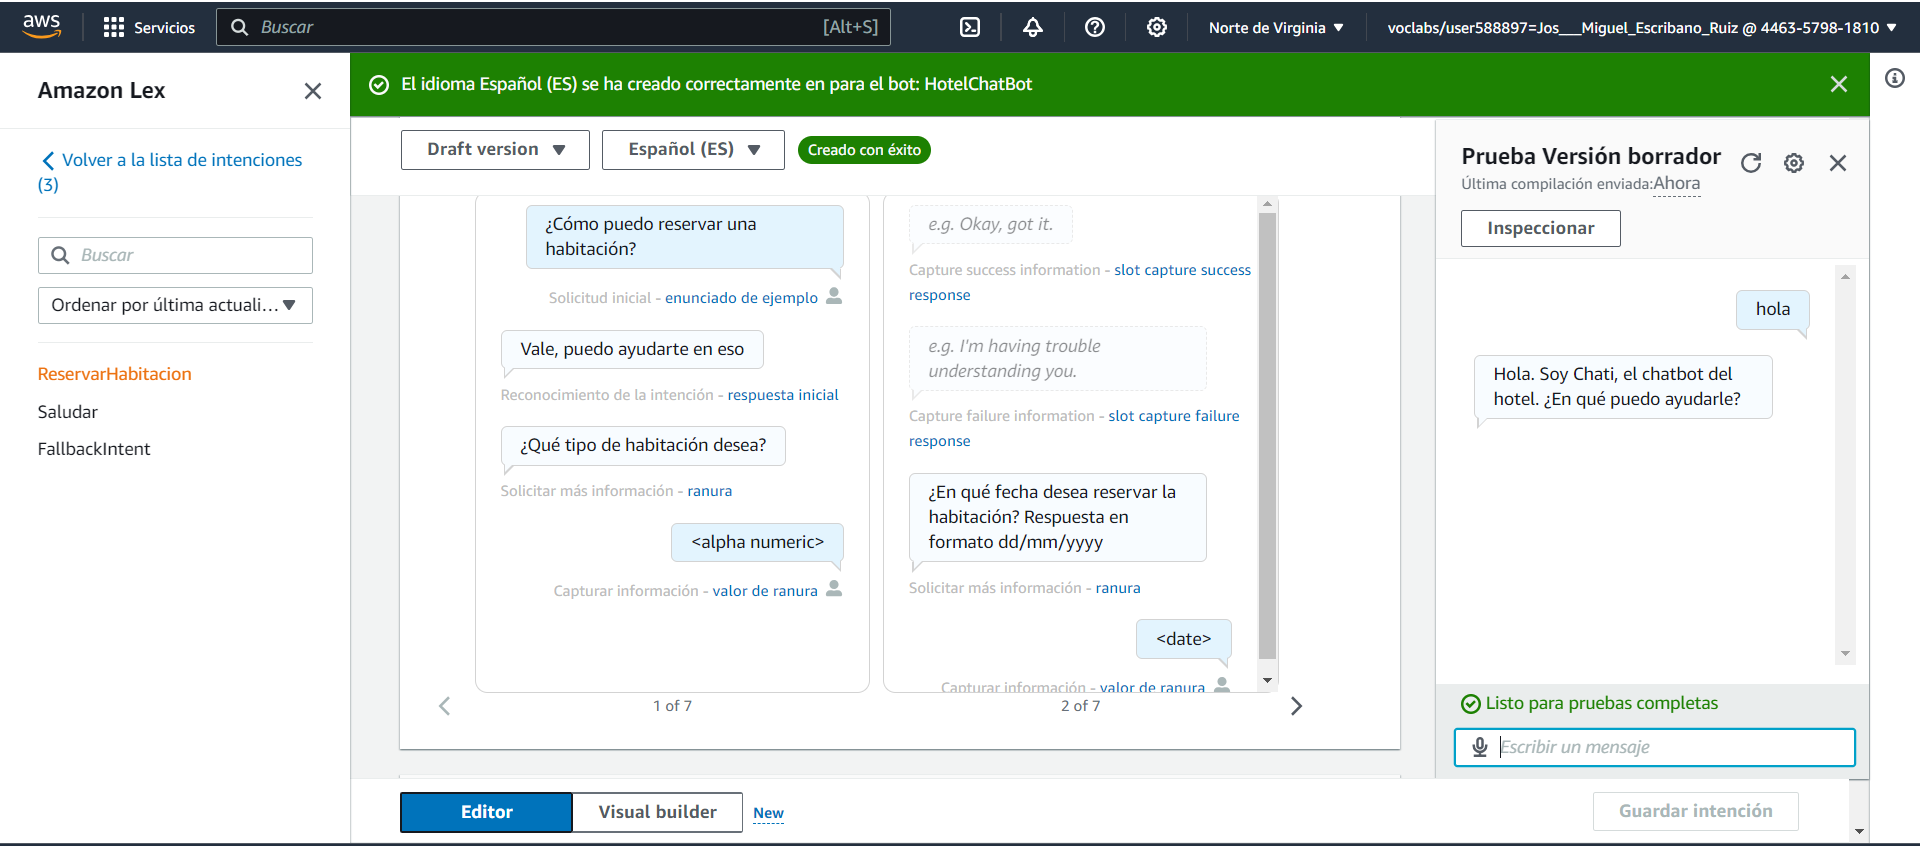 aws
Servicios
Buscar
[Alt+S]
Norte de Virginia
voclabs/user588897=Jos___Miguel_Escribano_Ruiz @ 4463-5798-1810
Amazon Lex
Volver a la lista de intenciones
(3)
Buscar
Ordenar por última actuali...
ReservarHabitacion
Saludar
FallbackIntent
El idioma Español (ES) se ha creado correctamente en para el bot: HotelChatBot
Draft version
Español (ES)
Creado con éxito
¿Cómo puedo reservar una
habitación?
Solicitud inicial - enunciado de ejemplo
Vale, puedo ayudarte en eso
Reconocimiento de la intención - respuesta inicial
¿Qué tipo de habitación desea?
Solicitar más información - ranura
<alpha numeric>
Capturar información - valor de ranura
1 of 7
e.g. Okay, got it.
Capture success information - slot capture success
response
e.g. I'm having trouble
understanding you.
Capture failure information - slot capture failure
response
¿En qué fecha desea reservar la
habitación? Respuesta en
formato dd/mm/yyyy
Solicitar más información - ranura
<date>
Capturar información - valor de ranura
2 of 7
Editor
Visual builder
New
Guardar intención
Prueba Versión borrador
Última compilación enviada:Ahora
Inspeccionar
hola
Hola. Soy Chati, el chatbot del
hotel. ¿En qué puedo ayudarle?
Listo para pruebas completas
Escribir un mensaje